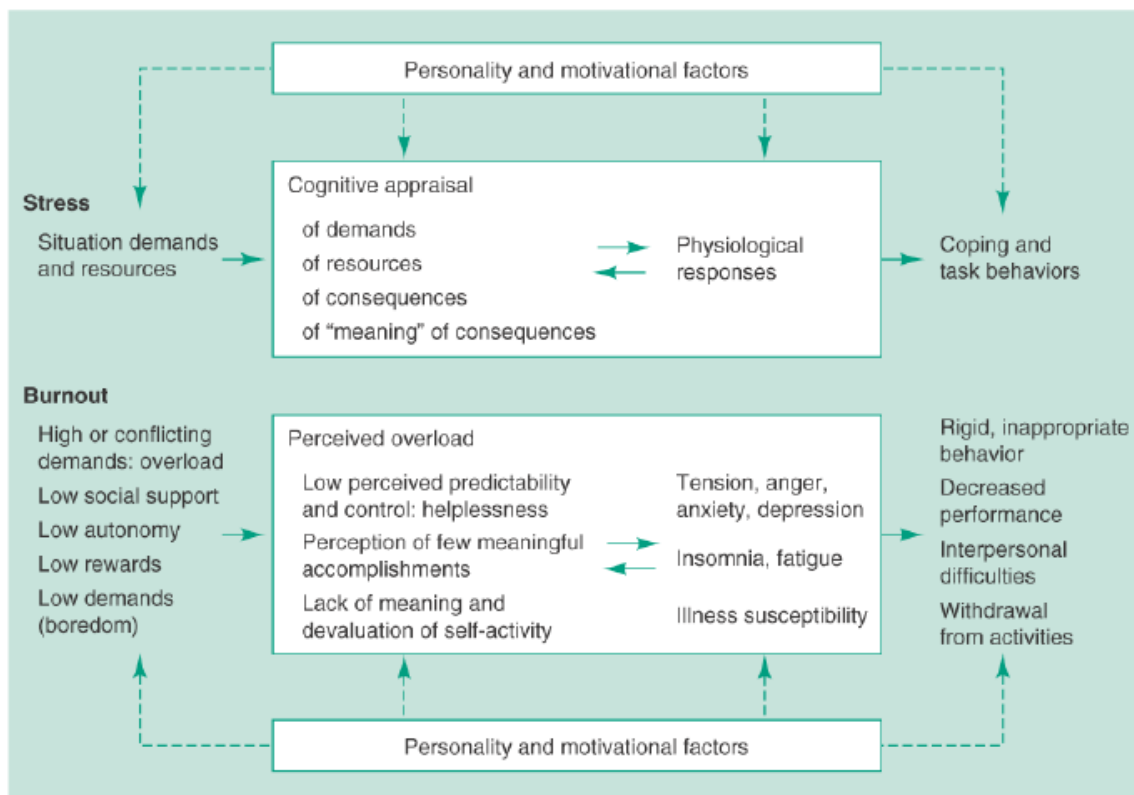 Personality and motivational factors
Stress
Situation demands
and resources
Cognitive appraisal
of demands
of resources
of consequences
of “meaning” of consequences
Physiological
responses
Coping and
task behaviors
Burnout
High or conflicting
demands: overload
Low social support
Low autonomy
Low rewards
Low demands
(boredom)
Perceived overload
Low perceived predictability
and control: helplessness
Perception of few meaningful
accomplishments
Lack of meaning and
devaluation of self-activity
Tension, anger,
anxiety, depression
Insomnia, fatigue
Illness susceptibility
Rigid, inappropriate
behavior
Decreased
performance
Interpersonal
difficulties
Withdrawal
from activities
Personality and motivational factors